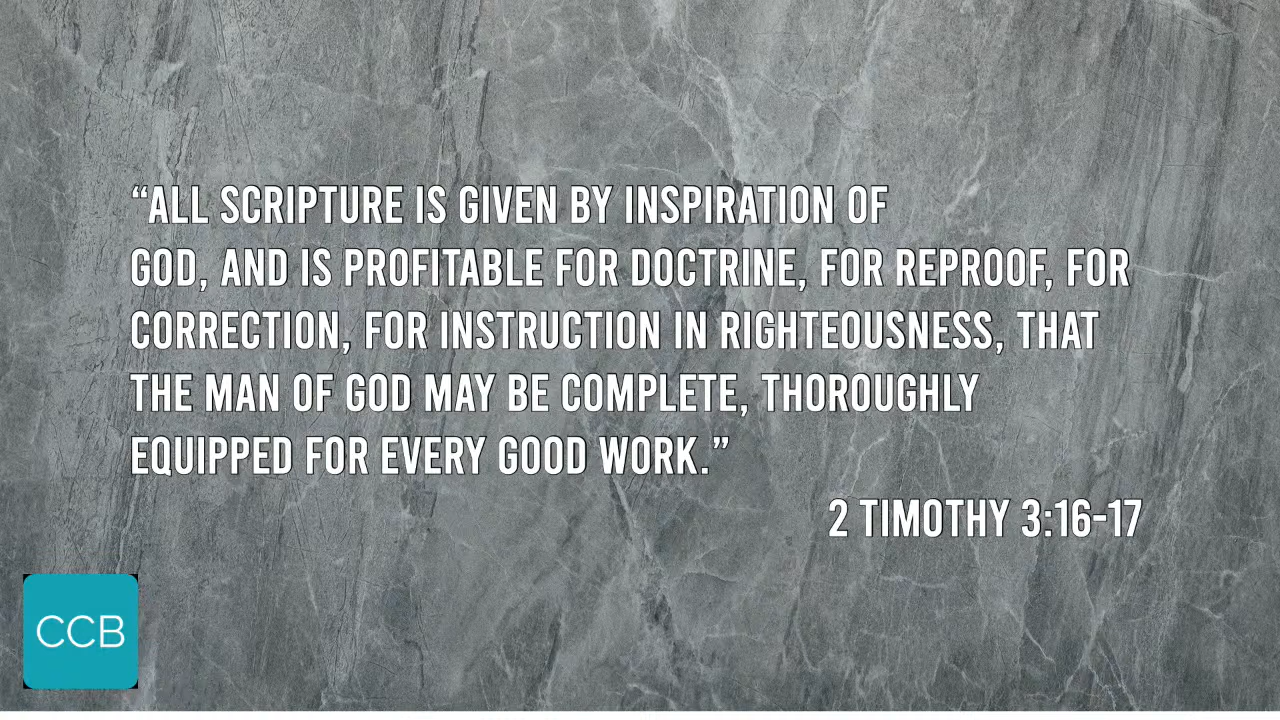 “ALL SCRIPTURE IS GIVEN BY INSPIRATION OF
GOD, AND IS PROFITABLE FOR DOCTRINE, FOR REPROOF, FOR
CORRECTION, FOR INSTRUCTION IN RIGHTEOUSNESS, THAT
THE MAN OF GOD MAY BE COMPLETE, THOROUGHLY
EQUIPPED FOR EVERY GOOD WORK.”
2 TIMOTHY 3:16-17
CCB